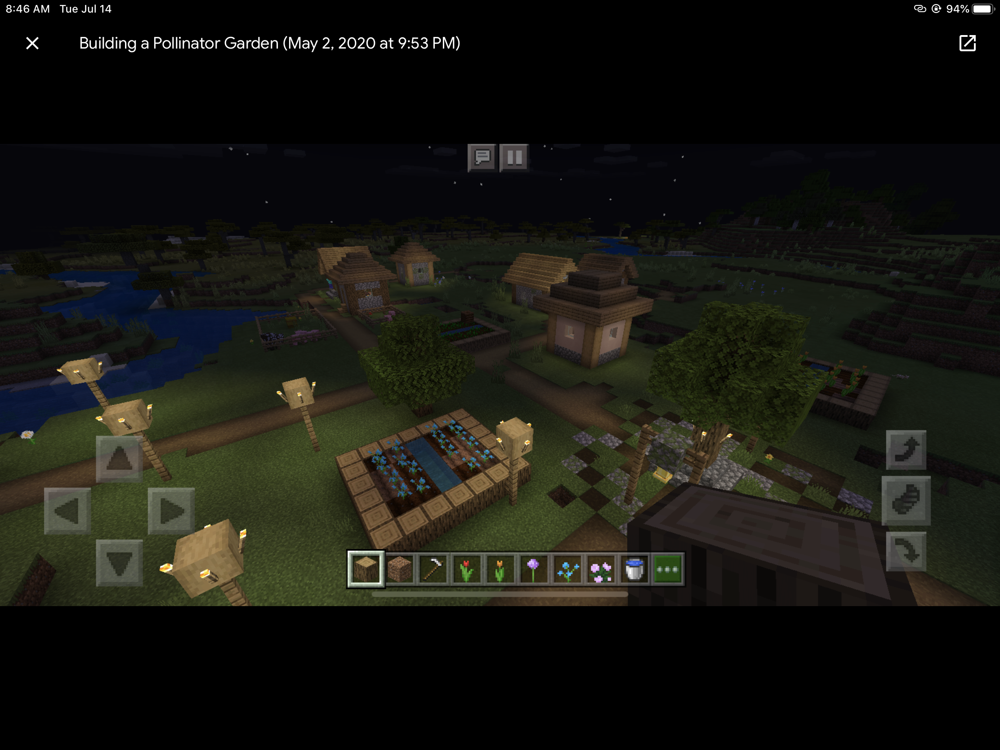 8:46 AM Tue Jul 14
94%
Building a Pollinator Garden (May 2, 2020 at 9:53 PM)